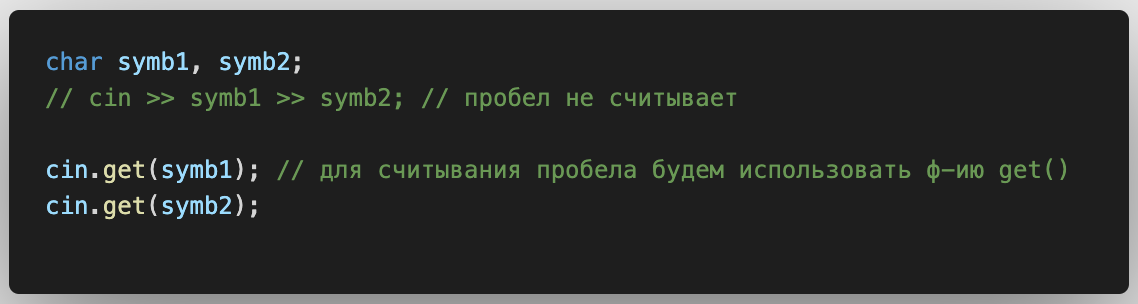 char symb1, symb2;
// cin >> symb1 >> symb2; // пробел не считывает
cin.get(symb1); // для считывания пробела будем использовать ф-ию get()
cin.get(symb2);